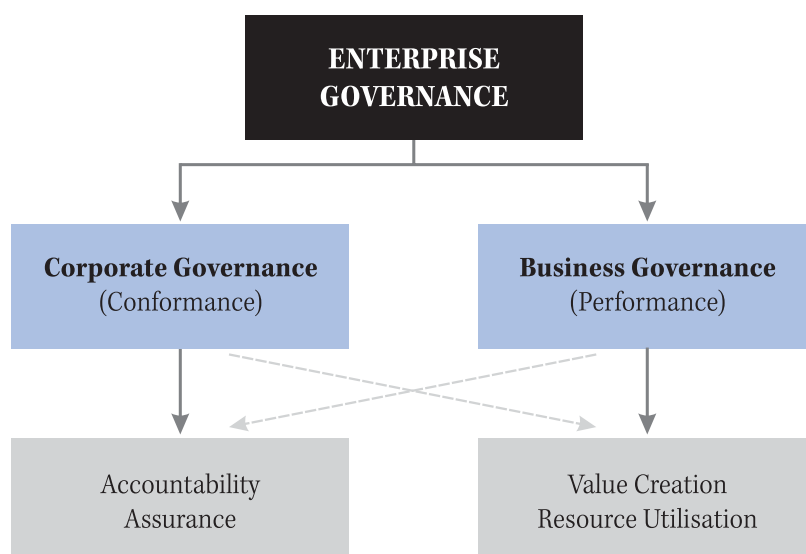 ENTERPRISE
GOVERNANCE
Corporate Governance
(Conformance)
Business Governance
(Performance)
Accountability
Assurance
Value Creation
Resource Utilisation